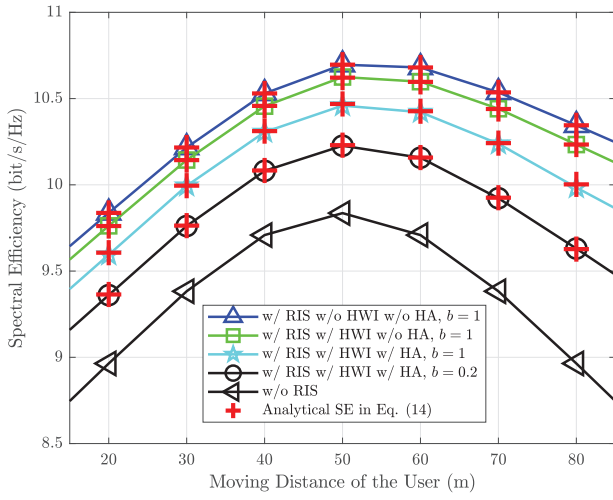 11
10.5
10
9.5
9
8.5
Spectral Efficiency (bit/s/Hz)
w/ RIS w/o HWI w/o HA, b = 1
w/ RIS w/ HWI w/o HA, b = 1
w/ RIS w/ HWI w/ HA, b = 1
w/ RIS w/ HWI w/ HA, b = 0.2
w/o RIS
Analytical SE in Eq. (14)
20 30 40 50 60 70 80
Moving Distance of the User (m)